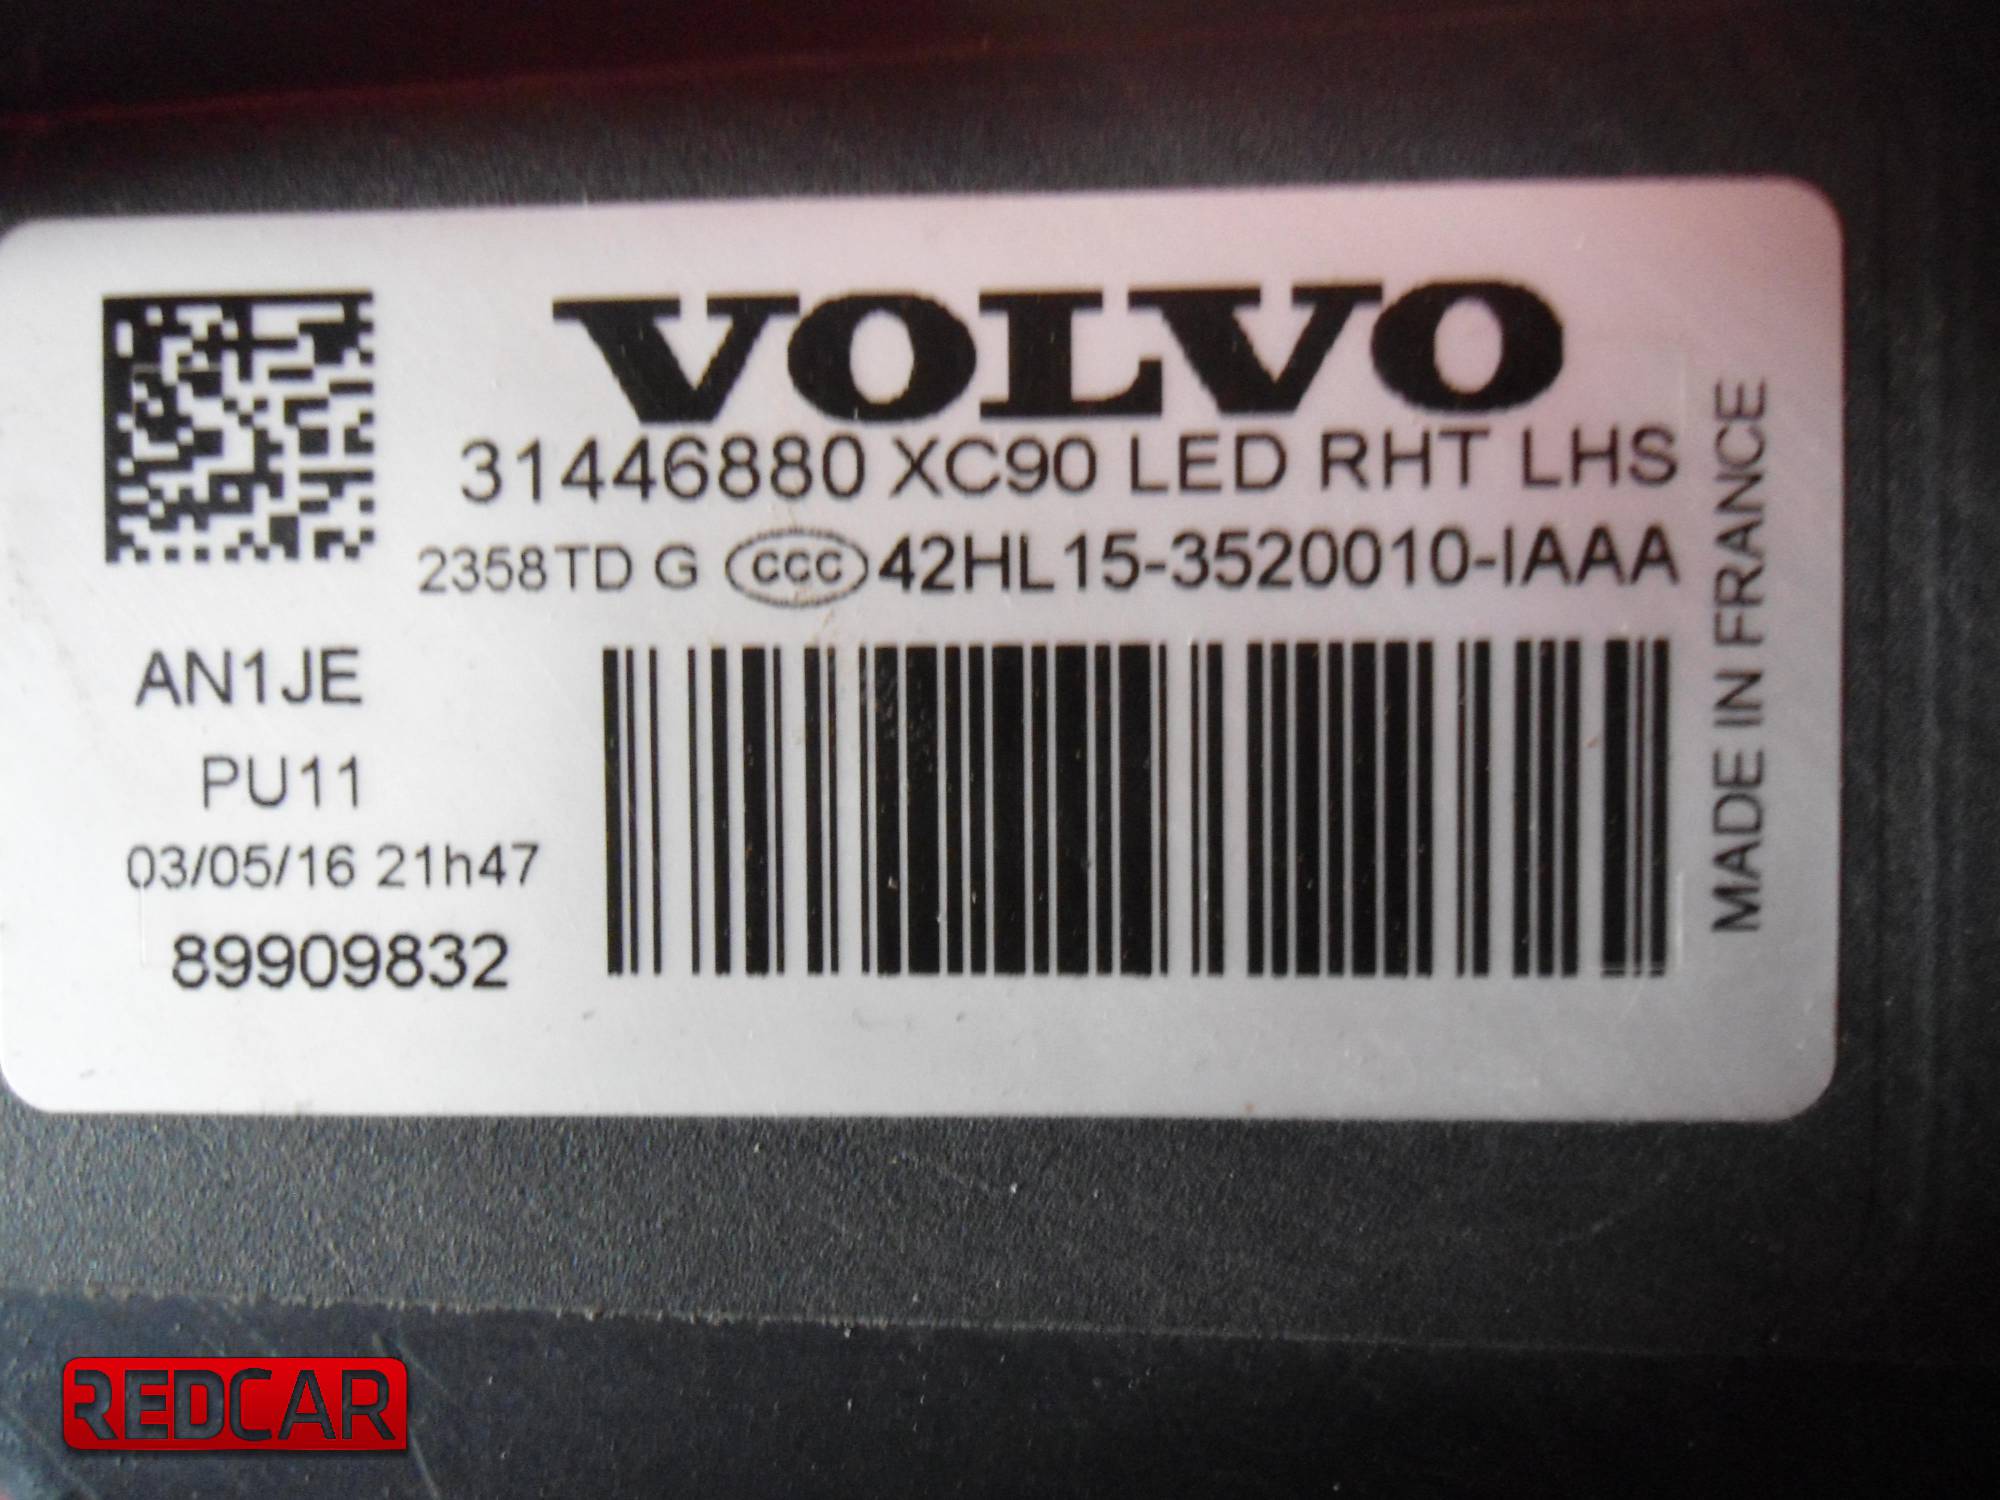 VOLVO
31446880 XC90 LED RHT LHS
2358TD G CCC 42HL15-3520010-IAAA
AN1JE
PU11
03/05/16 21h47
89909832
MADE IN FRANCE
REDCAR